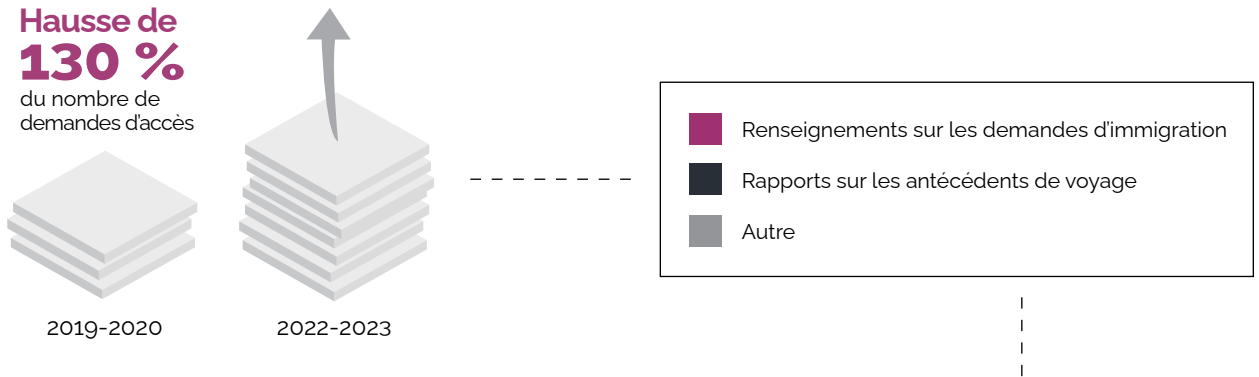 Hausse de
130 %
du nombre de
demandes d'accès
2019-2020
2022-2023
Renseignements sur les demandes d'immigration
Rapports sur les antécédents de voyage
Autre